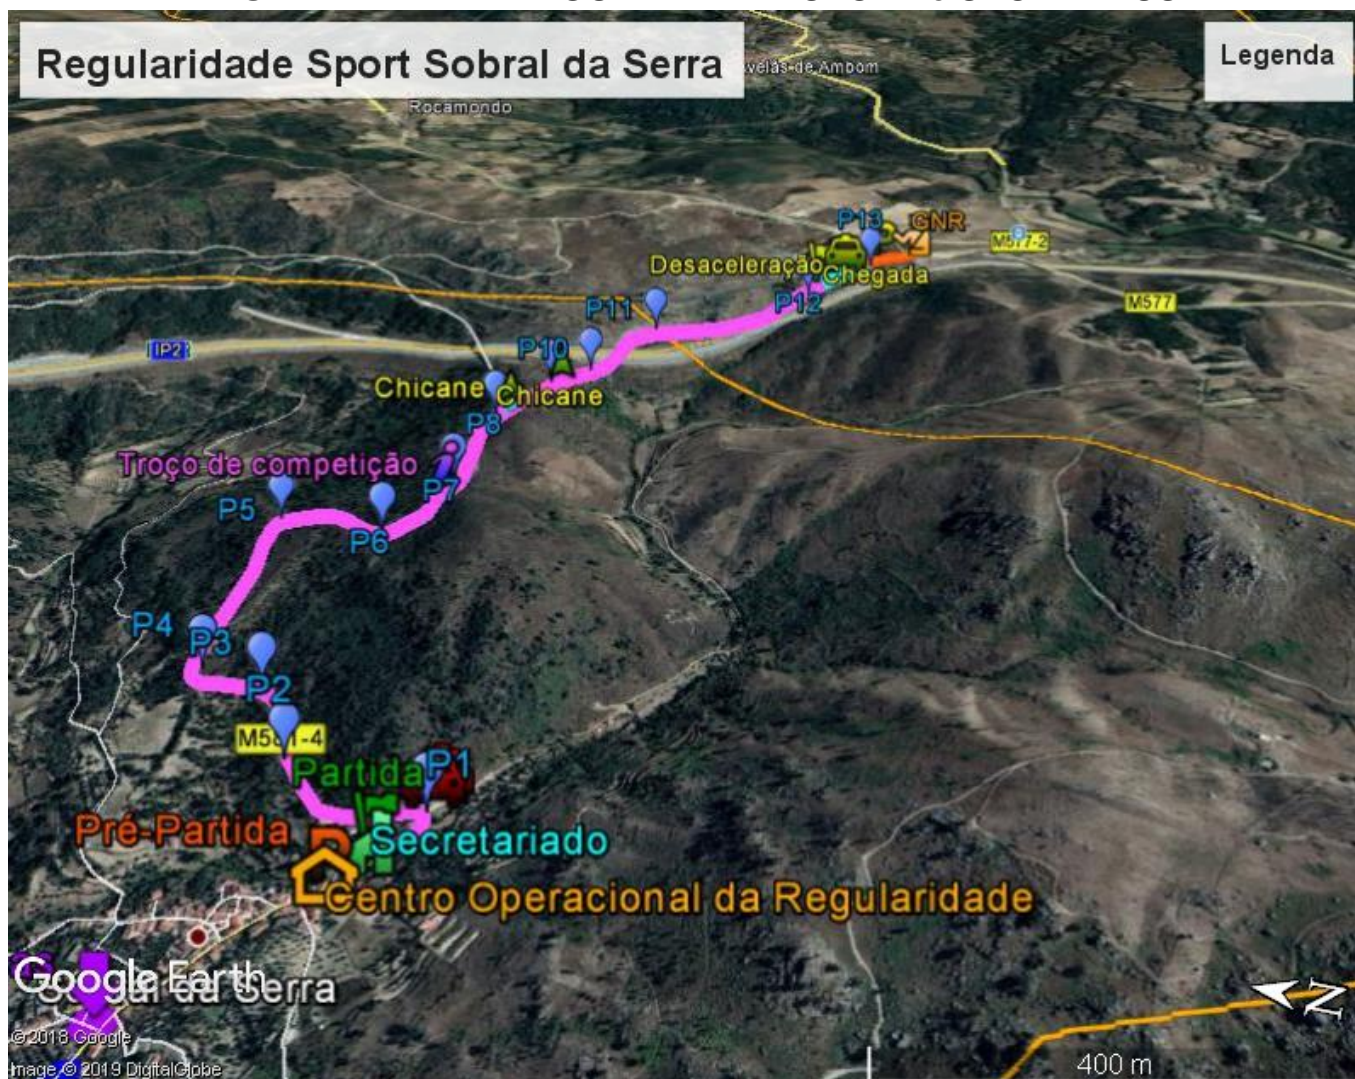 Regularidade Sport Sobral da Serra
Legenda
Rocamondo
P13
GNR
M577-2
Desaceleração
Chegada
P12
M577
P11
IP2
P10
Chicane
Chicane
P8
Troço de competição
P7
P5
P6
P4
P3
P2
Partida
P1
Pré-Partida
Secretariado
Centro Operacional da Regularidade
Google Earth
da Serra
© 2018 Google
Image © 2019 DigitalGlobe
400 m
N